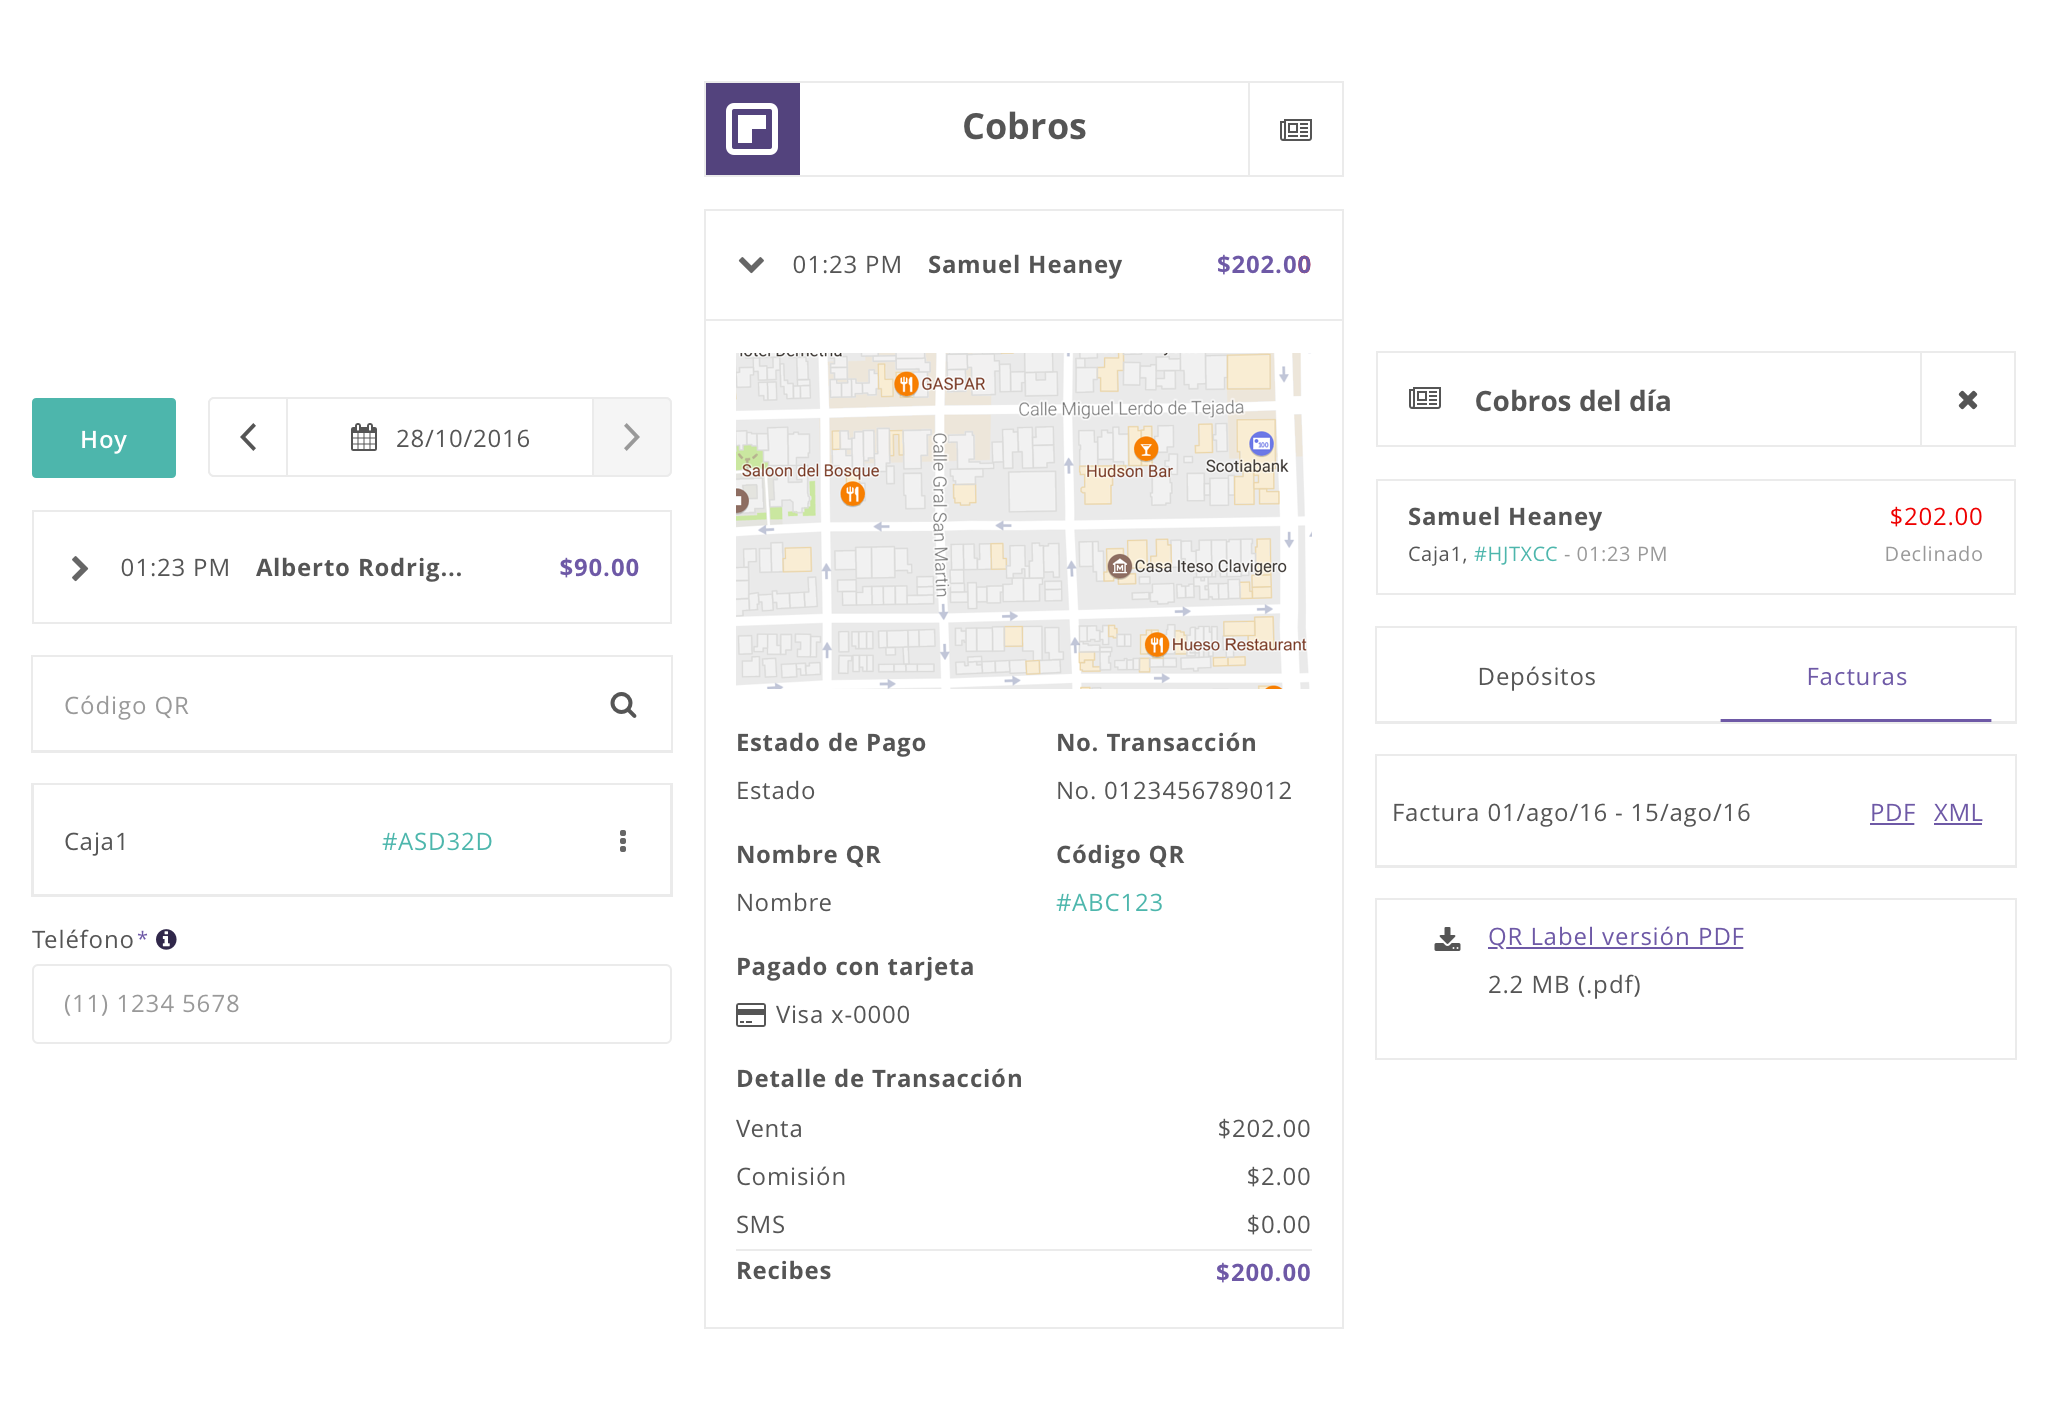 Hoy
28/10/2016
01:23 PM Alberto Rodrig... $90.00
Código QR
Caja1 #ASD32D
Teléfono*
(11) 1234 5678
Cobros
01:23 PM Samuel Heaney $202.00
GASPAR
Calle Miguel Lerdo de Tejada
Calle Gral San Martin
Saloon del Bosque
Hudson Bar
Scotiabank
Casa Iteso Clavigero
Hueso Restaurant
Estado de Pago No. Transacción
Estado No. 0123456789012
Nombre QR Código QR
Nombre #ABC123
Pagado con tarjeta
Visa x-0000
Detalle de Transacción
Venta $202.00
Comisión $2.00
SMS $0.00
Recibes $200.00
Cobros del día
Samuel Heaney $202.00
Caja1, #HJTXCC - 01:23 PM Declinado
Depósitos Facturas
Factura 01/ago/16 - 15/ago/16 PDF XML
QR Label versión PDF
2.2 MB (.pdf)